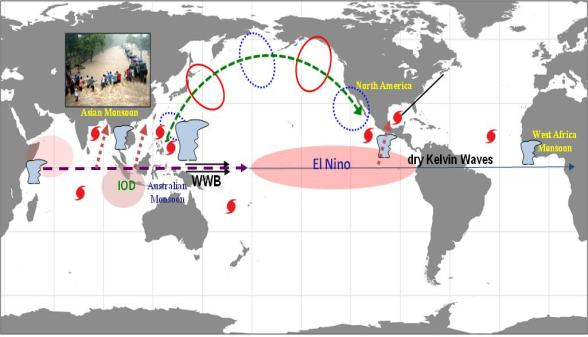 North America
Asian Monsoon
West Africa
Monsoon
El Nino
dry Kelvin Waves
IOD
Australian
Monsoon
WWB